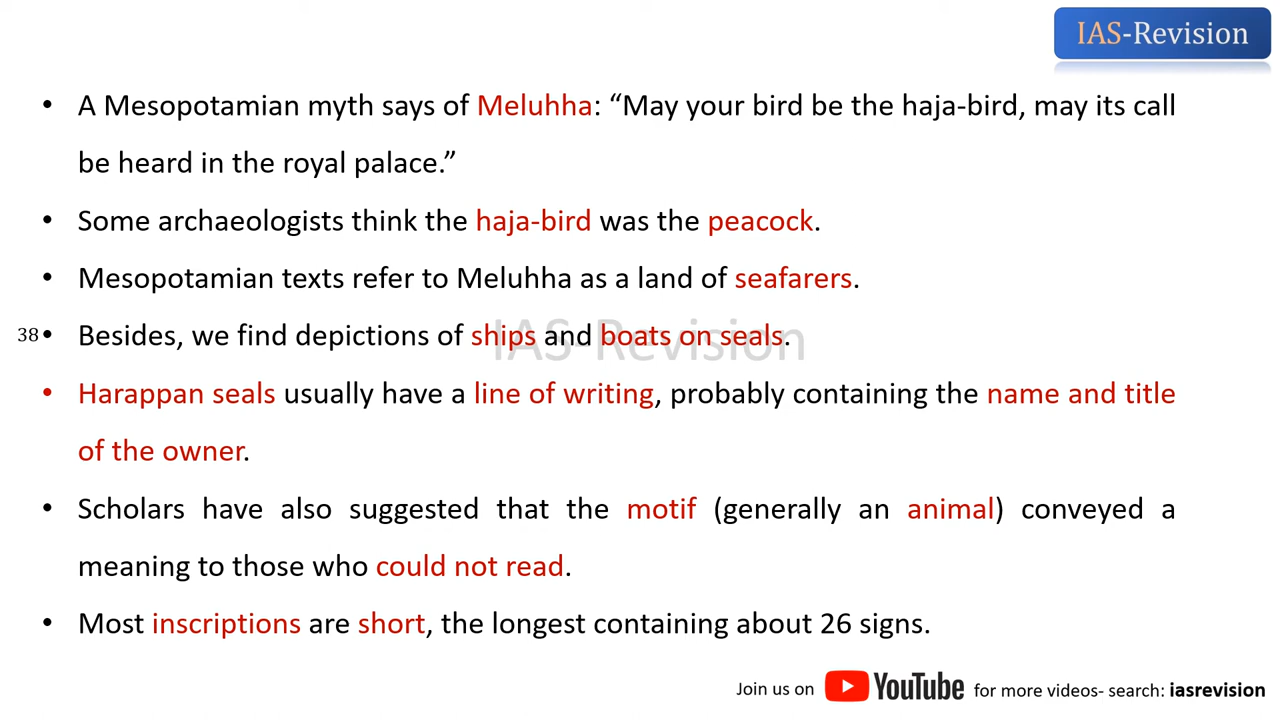 IAS-Revision
• A Mesopotamian myth says of Meluhha: “May your bird be the haja-bird, may its call
be heard in the royal palace.”
• Some archaeologists think the haja-bird was the peacock.
• Mesopotamian texts refer to Meluhha as a land of seafarers.
38• Besides, we find depictions of ships and boats on seals.
IAS-Revision
• Harappan seals usually have a line of writing, probably containing the name and title
of the owner.
• Scholars have also suggested that the motif (generally an animal) conveyed a
meaning to those who could not read.
• Most inscriptions are short, the longest containing about 26 signs.
Join us on YouTube for more videos- search: iasrevision